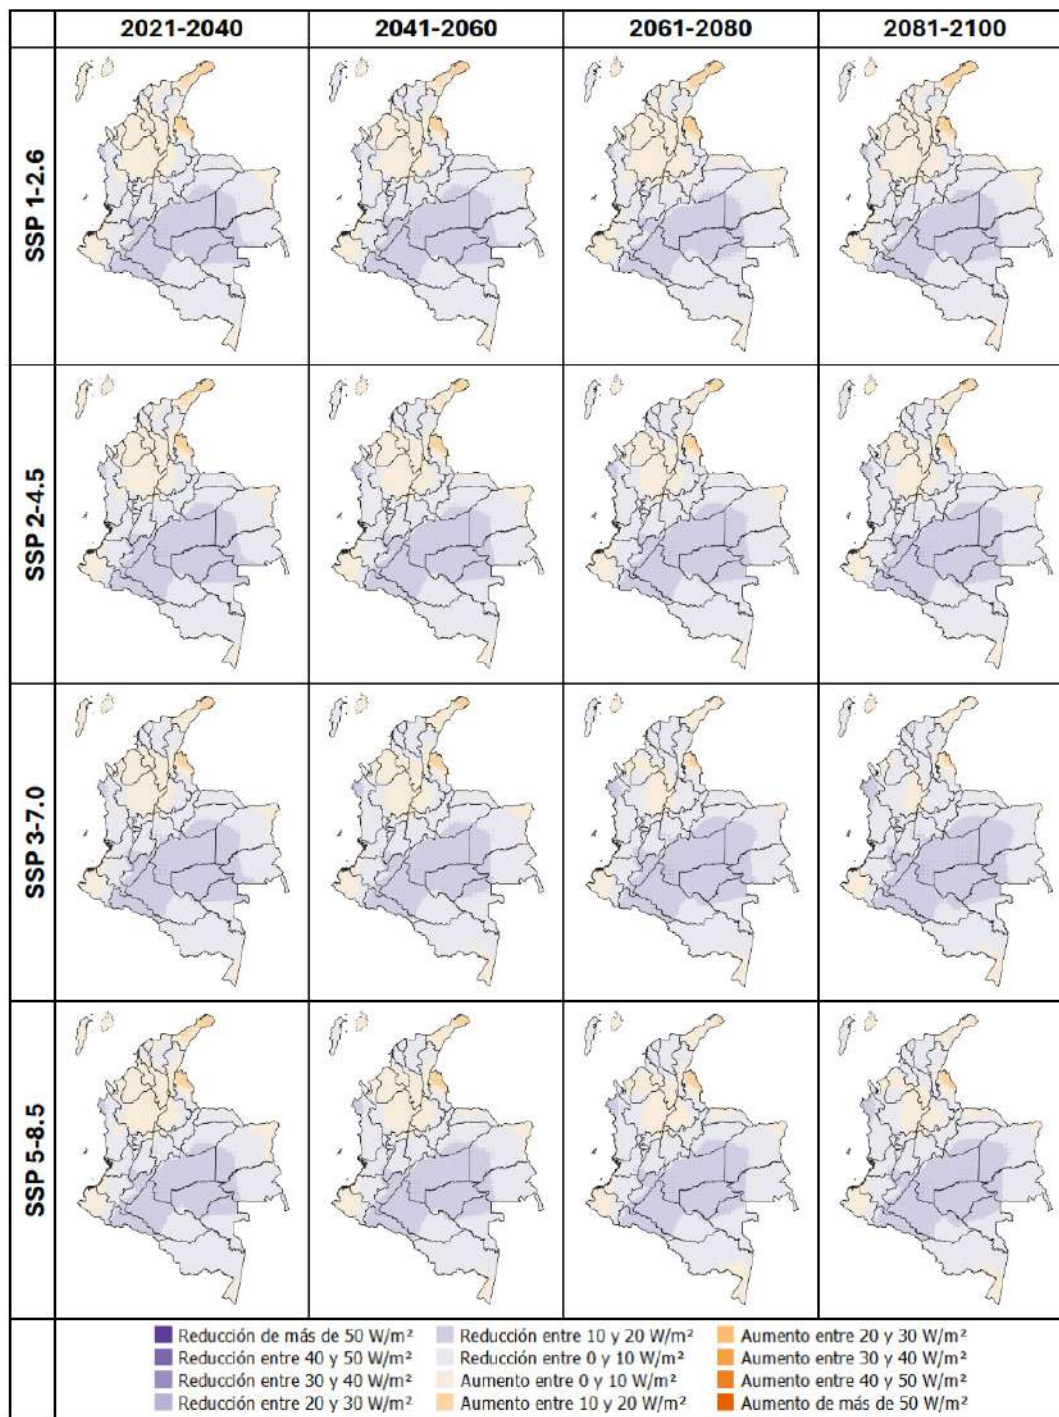 2021-2040 2041-2060 2061-2080 2081-2100
SSP 1-2.6
SSP 2-4.5
SSP 3-7.0
SSP 5-8.5
Reducción de más de 50 W/m² Reducción entre 10 y 20 W/m² Aumento entre 20 y 30 W/m²
Reducción entre 40 y 50 W/m² Reducción entre 0 y 10 W/m² Aumento entre 30 y 40 W/m²
Reducción entre 30 y 40 W/m² Aumento entre 0 y 10 W/m² Aumento entre 40 y 50 W/m²
Reducción entre 20 y 30 W/m² Aumento entre 10 y 20 W/m² Aumento de más de 50 W/m²